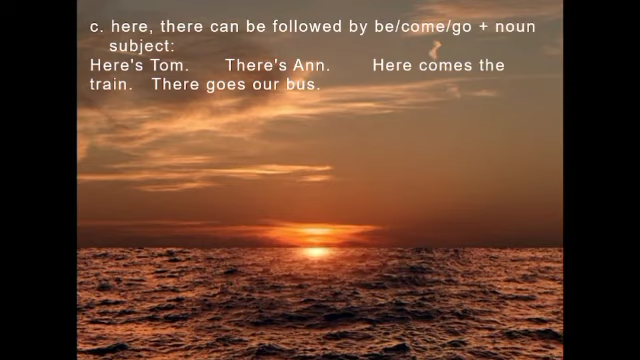 c. here, there can be followed by be/come/go + noun
subject:
Here's Tom. There's Ann. Here comes the
train. There goes our bus.